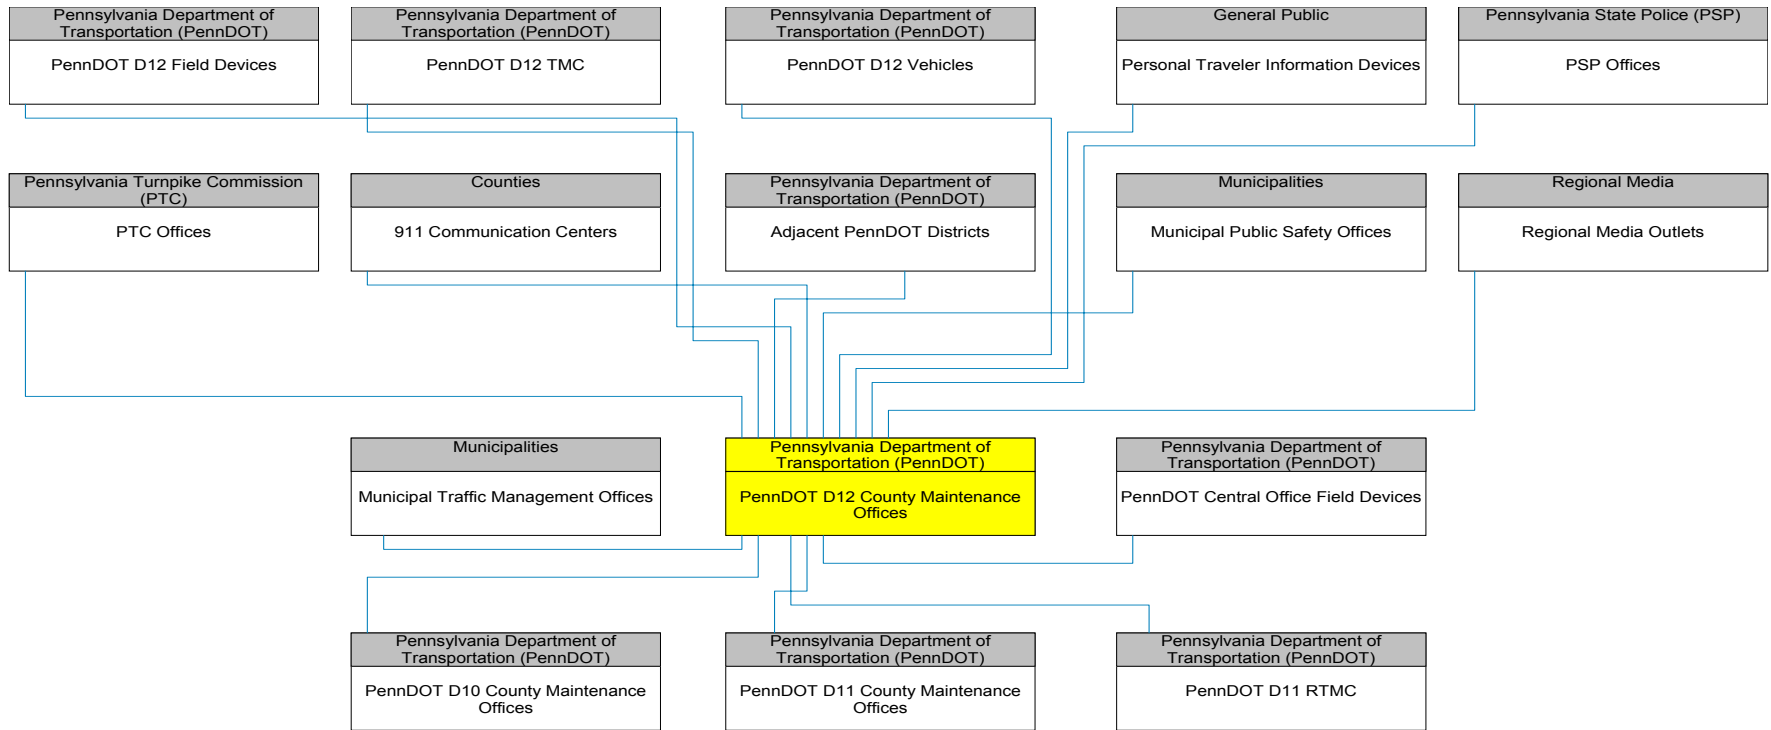 Pennsylvania Department of
Transportation (PennDOT)
PennDOT D12 Field Devices
Pennsylvania Department of
Transportation (PennDOT)
PennDOT D12 TMC
Pennsylvania Department of
Transportation (PennDOT)
PennDOT D12 Vehicles
General Public
Personal Traveler Information Devices
Pennsylvania State Police (PSP)
PSP Offices
Pennsylvania Turnpike Commission
(PTC)
PTC Offices
Counties
911 Communication Centers
Pennsylvania Department of
Transportation (PennDOT)
Adjacent PennDOT Districts
Municipalities
Municipal Public Safety Offices
Regional Media
Regional Media Outlets
Municipalities
Municipal Traffic Management Offices
Pennsylvania Department of
Transportation (PennDOT)
PennDOT D12 County Maintenance
Offices
Pennsylvania Department of
Transportation (PennDOT)
PennDOT Central Office Field Devices
Pennsylvania Department of
Transportation (PennDOT)
PennDOT D10 County Maintenance
Offices
Pennsylvania Department of
Transportation (PennDOT)
PennDOT D11 County Maintenance
Offices
Pennsylvania Department of
Transportation (PennDOT)
PennDOT D11 RTMC